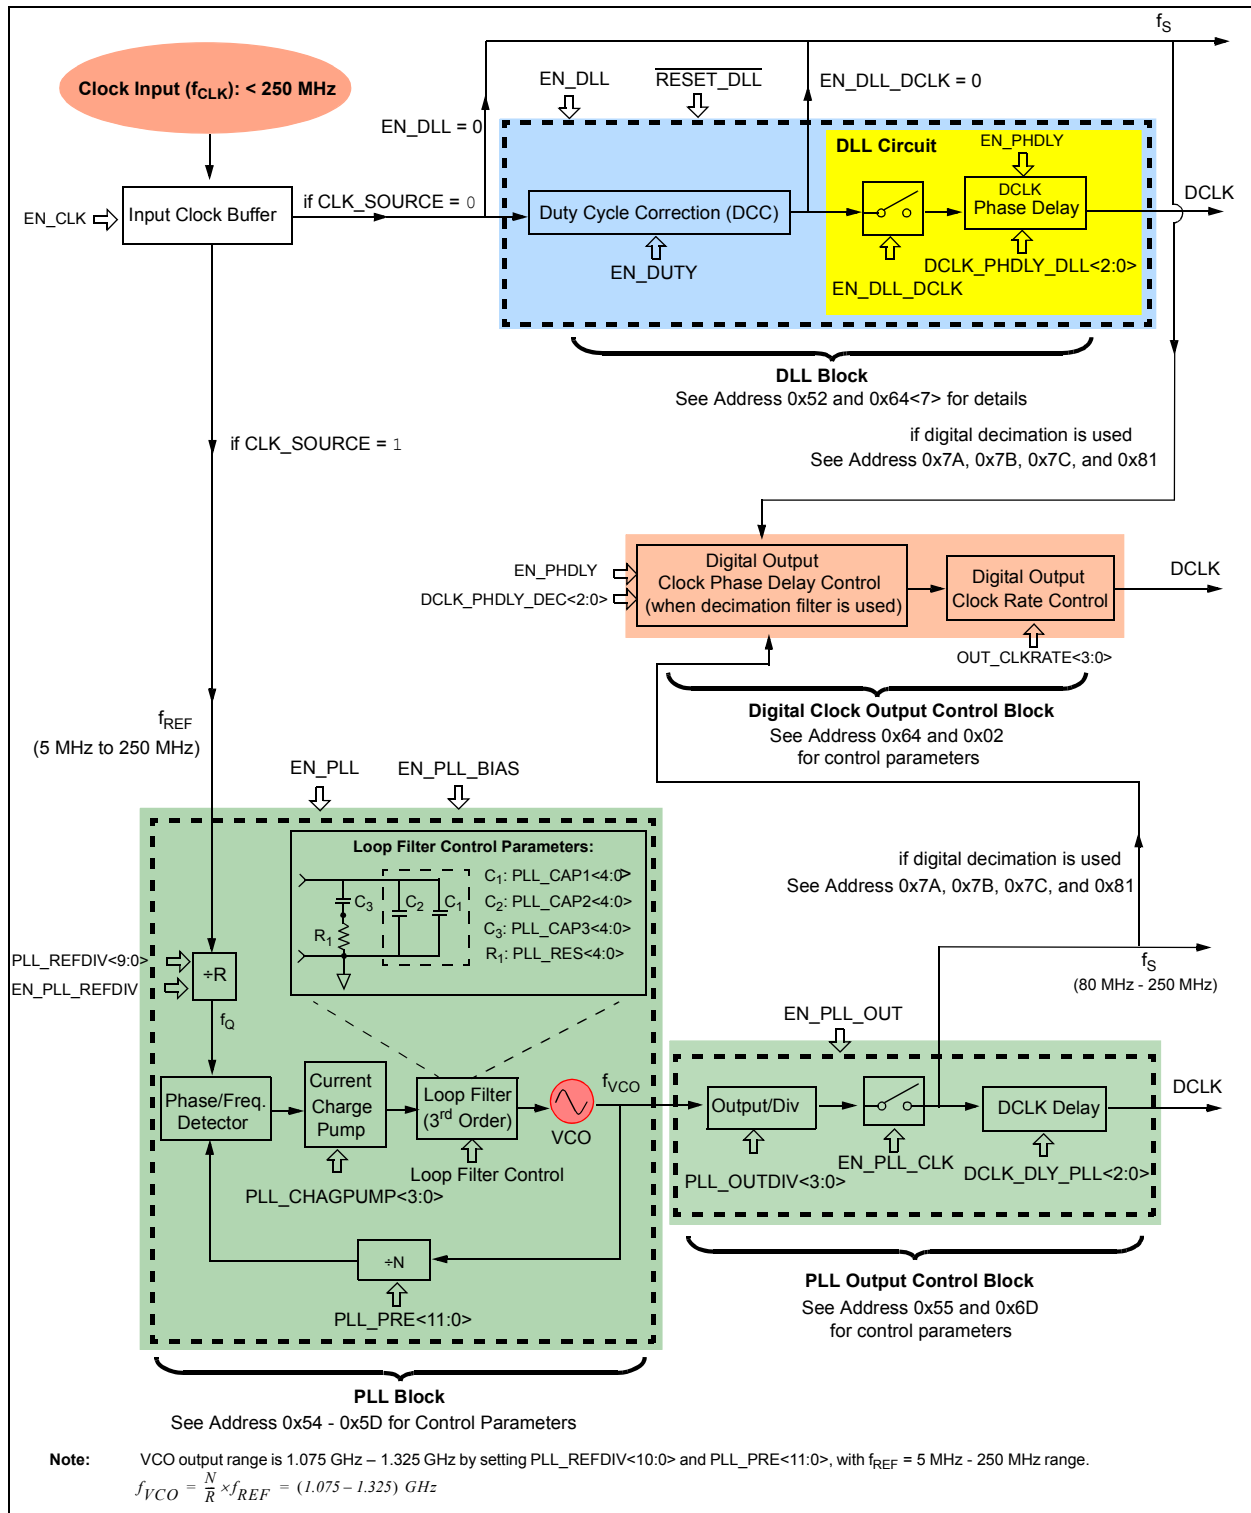 f_S
Clock Input (f_CLK): < 250 MHz
EN_DLL
RESET_DLL
EN_DLL_DCLK = 0
EN_DLL = 0
DLL Circuit
EN_PHDLY
EN_CLK
Input Clock Buffer
if CLK_SOURCE = 0
Duty Cycle Correction (DCC)
DCLK
Phase Delay
DCLK
EN_DUTY
EN_DLL_DCLK
DCLK_PHDLY_DLL<2:0>
DLL Block
See Address 0x52 and 0x64<7> for details
if CLK_SOURCE = 1
if digital decimation is used
See Address 0x7A, 0x7B, 0x7C, and 0x81
EN_PHDLY
DCLK_PHDLY_DEC<2:0>
Digital Output
Clock Phase Delay Control
(when decimation filter is used)
Digital Output
Clock Rate Control
DCLK
OUT_CLKRATE<3:0>
Digital Clock Output Control Block
See Address 0x64 and 0x02
for control parameters
f_REF
(5 MHz to 250 MHz)
EN_PLL
EN_PLL_BIAS
Loop Filter Control Parameters:
C3
C2
C1
R1
C1: PLL_CAP1<4:0>
C2: PLL_CAP2<4:0>
C3: PLL_CAP3<4:0>
R1: PLL_RES<4:0>
if digital decimation is used
See Address 0x7A, 0x7B, 0x7C, and 0x81
PLL_REFDIV<9:0>
EN_PLL_REFDIV
÷R
f_Q
f_S
(80 MHz - 250 MHz)
EN_PLL_OUT
Phase/Freq.
Detector
Current
Charge
Pump
Loop Filter
(3rd Order)
f_VCO
VCO
Output/Div
DCLK Delay
DCLK
Loop Filter Control
PLL_CHAGPUMP<3:0>
PLL_OUTDIV<3:0>
EN_PLL_CLK
DCLK_DLY_PLL<2:0>
÷N
PLL_PRE<11:0>
PLL Output Control Block
See Address 0x55 and 0x6D
for control parameters
PLL Block
See Address 0x54 - 0x5D for Control Parameters
Note: VCO output range is 1.075 GHz – 1.325 GHz by setting PLL_REFDIV<10:0> and PLL_PRE<11:0>, with f_REF = 5 MHz - 250 MHz range.
f_VCO = N/R × f_REF = (1.075 – 1.325) GHz